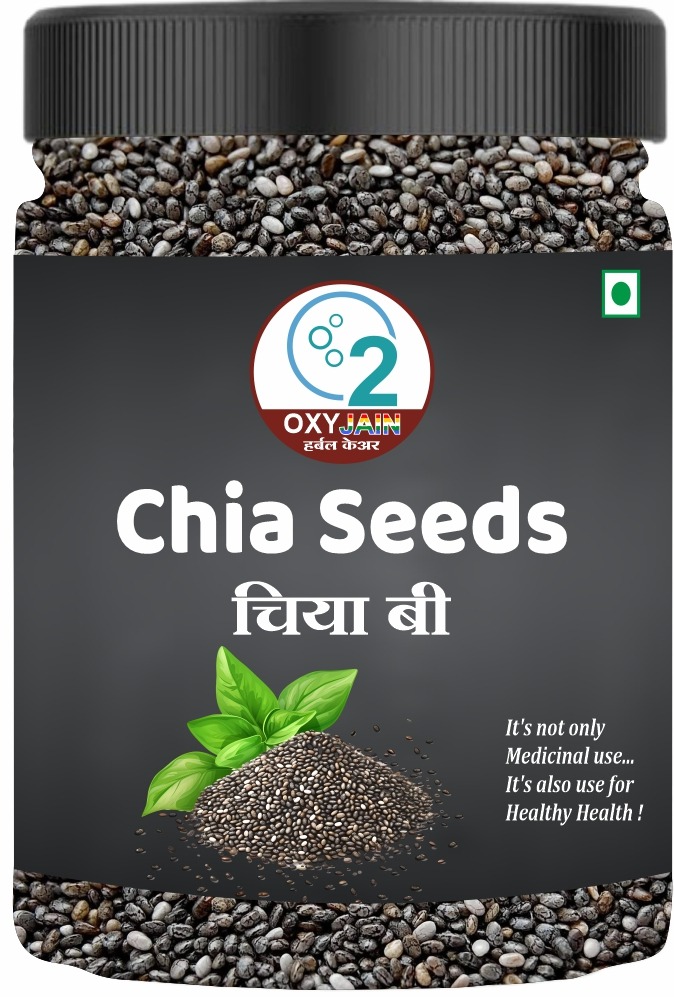 2
OXYJAIN
हर्बल केअर
Chia Seeds
चिया बी
It's not only
Medicinal use...
It's also use for
Healthy Health !